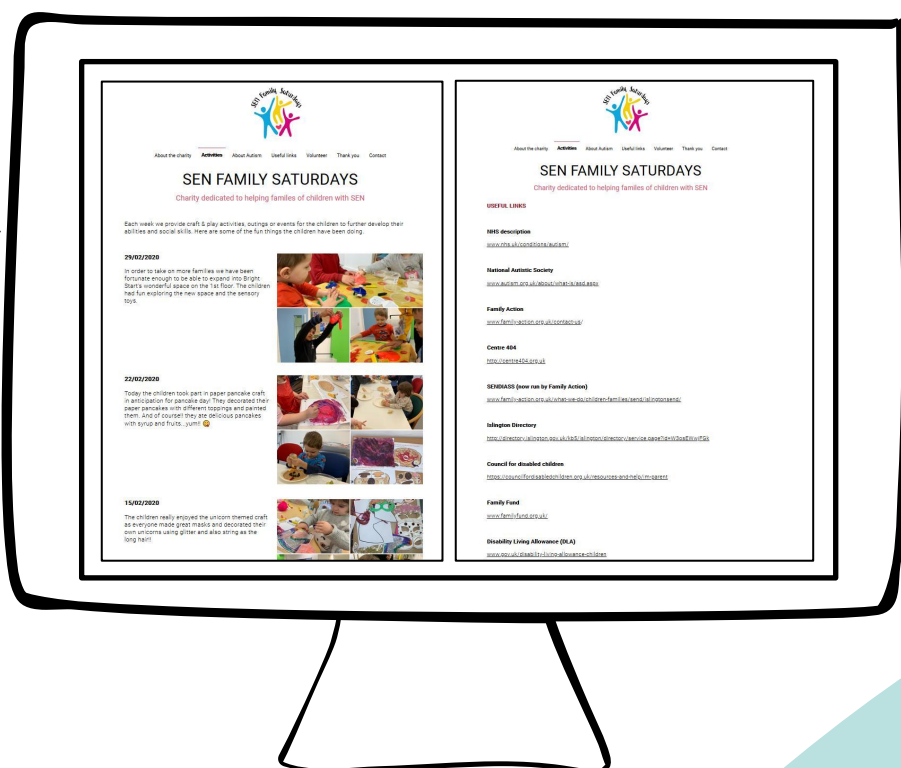 SEN Family Saturdays
About the charity Activities About Autism Useful links Volunteer Thank you Contact
SEN FAMILY SATURDAYS
Charity dedicated to helping families of children with SEN
Each week we provide craft & play activities, outings or events for the children to further develop their
abilities and social skills. Here are some of the fun things the children have been doing.
29/02/2020
In order to take on more families we have been
fortunate enough to be able to expand into Bright
Start's wonderful space on the 1st floor. The children
had fun exploring the new space and the sensory
toys.
22/02/2020
Today the children took part in paper pancake craft
in anticipation for pancake day! They decorated their
paper pancakes with different toppings and painted
them. And of course!! they ate delicious pancakes
with syrup and fruits...yum!! 😋
15/02/2020
The children really enjoyed the unicorn themed craft
as everyone made great masks and decorated their
own unicorns using glitter and also string as the
long hair!!
SEN Family Saturdays
About the charity Activities About Autism Useful links Volunteer Thank you Contact
SEN FAMILY SATURDAYS
Charity dedicated to helping familes of children with SEN
USEFUL LINKS
NHS description
www.nhs.uk/conditions/autism/
National Autistic Society
www.autism.org.uk/about/what-is/asd.aspx
Family Action
www.family-action.org.uk/contact-us/
Centre 404
http://centre404.org.uk
SENDIASS (now run by Family Action)
www.family-action.org.uk/what-we-do/children-families/send/islingtonsend/
Islington Directory
Council for disabled children
https://councilfordisabledchildren.org.uk/resources-and-help/im-parent
Family Fund
www.familyfund.org.uk/
Disability Living Allowance (DLA)
www.gov.uk/disability-living-allowance-children